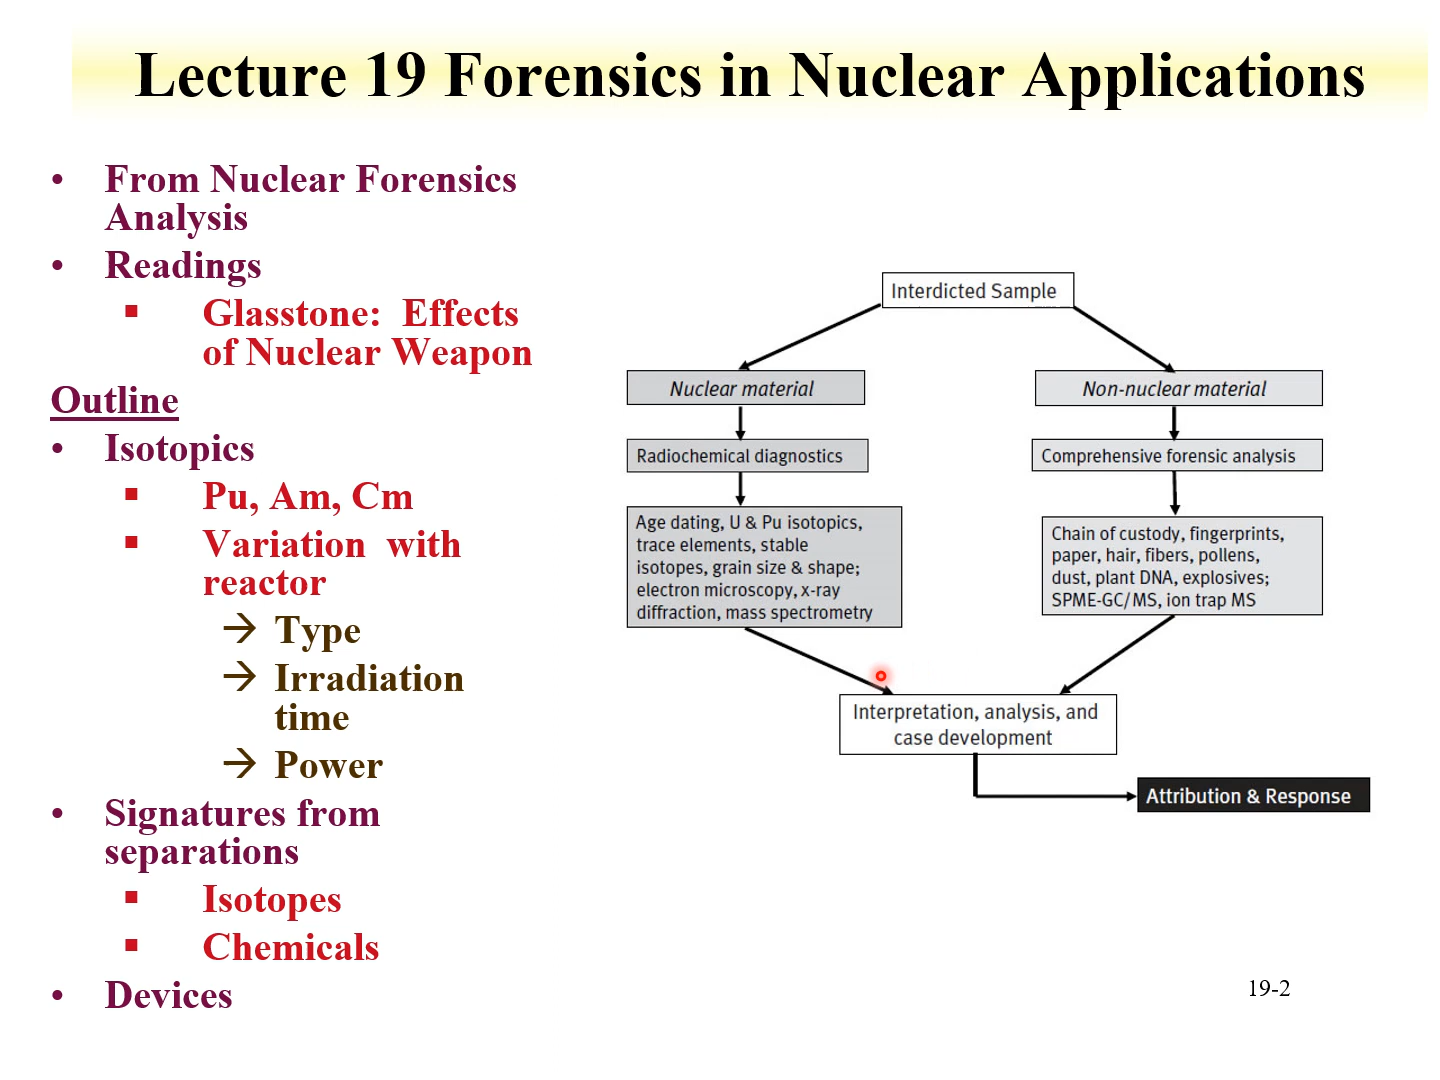 Lecture 19 Forensics in Nuclear Applications
• From Nuclear Forensics
Analysis
• Readings
▪ Glasstone: Effects
of Nuclear Weapon
Outline
• Isotopics
▪ Pu, Am, Cm
▪ Variation with
reactor
→ Type
→ Irradiation
time
→ Power
• Signatures from
separations
▪ Isotopes
▪ Chemicals
• Devices
Interdicted Sample
Nuclear material
Radiochemical diagnostics
Age dating, U & Pu isotopics,
trace elements, stable
isotopes, grain size & shape;
electron microscopy, x-ray
diffraction, mass spectrometry
Non-nuclear material
Comprehensive forensic analysis
Chain of custody, fingerprints,
paper, hair, fibers, pollens,
dust, plant DNA, explosives;
SPME-GC/MS, ion trap MS
Interpretation, analysis, and
case development
Attribution & Response
19-2